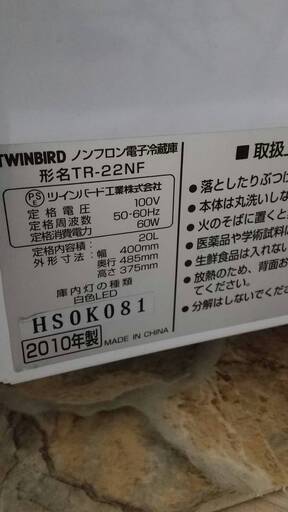 TWINBIRD ノンフロン電子冷蔵庫
形名TR-22NF
PS E ツインバード工業株式会社
定格電圧 100V
定格周波数 50-60Hz
定格消費電力 60W
定格内容積: 20L
外形寸法: 幅 400mm
奥行 485mm
高さ 375mm
庫内灯の種類
白色LED
HS0K081
2010年製 MADE IN CHINA
■ 取扱上
• 落としたりぶつけ
• 本体は丸洗いしな
• 火のそばに置くと
• 医薬品や学術試料に
• 生鮮食品は入れない
• 放熱のため、背面お
てください。
• 分解はしないでくださ